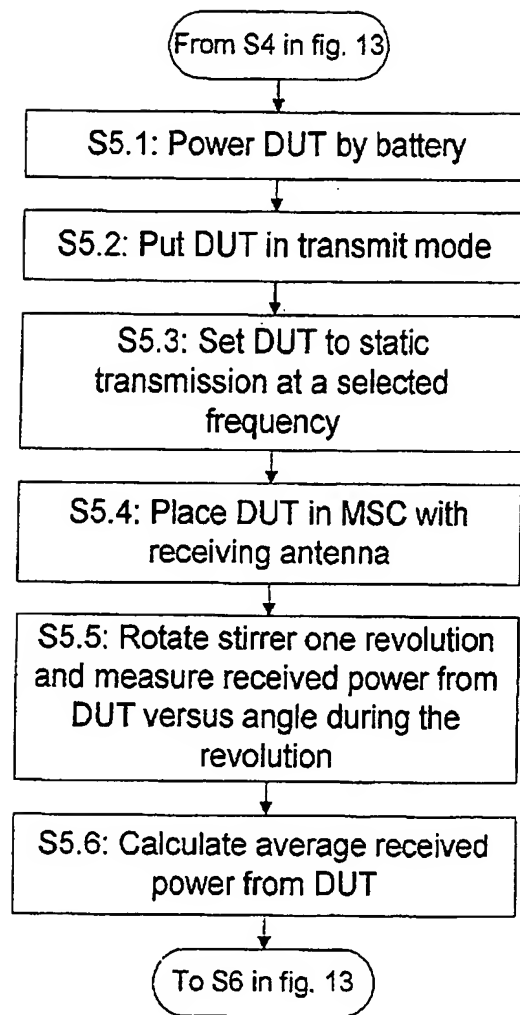 From S4 in fig. 13
S5.1: Power DUT by battery
S5.2: Put DUT in transmit mode
S5.3: Set DUT to static
transmission at a selected
frequency
S5.4: Place DUT in MSC with
receiving antenna
S5.5: Rotate stirrer one revolution
and measure received power from
DUT versus angle during the
revolution
S5.6: Calculate average received
power from DUT
To S6 in fig. 13